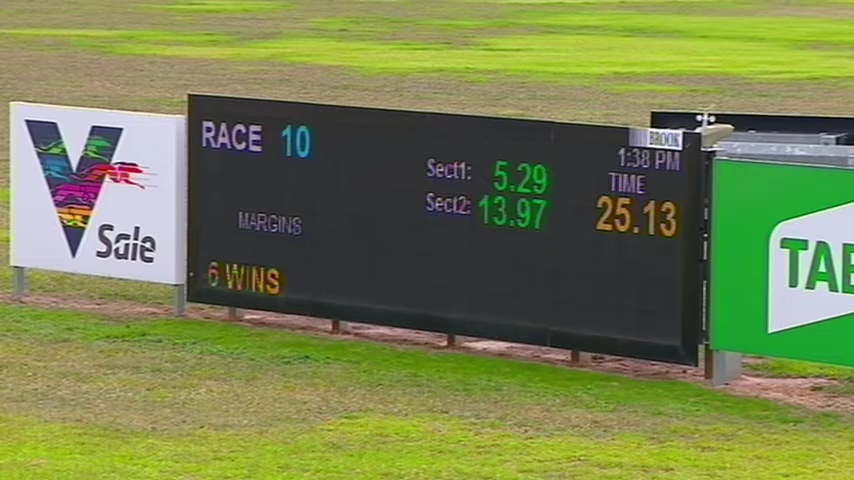 V
Sale
RACE 10
BROOK
1:38 PM
Sect1: 5.29
TIME
Sect2: 13.97
25.13
MARGINS
6 WINS
TAB